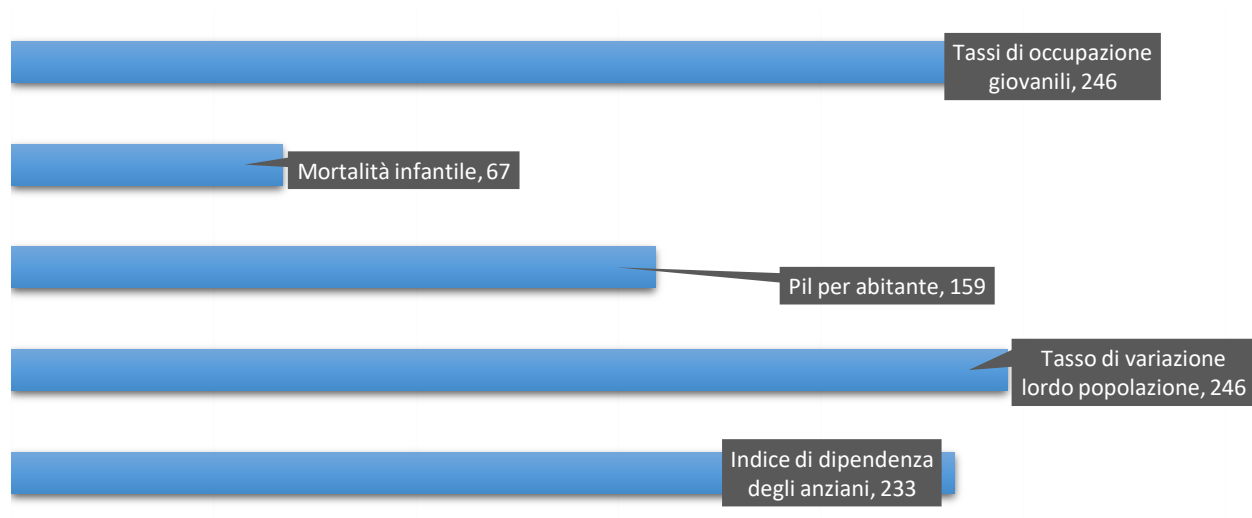 Tassi di occupazione
giovanili, 246
Mortalità infantile, 67
Pil per abitante, 159
Tasso di variazione
lordo popolazione, 246
Indice di dipendenza
degli anziani, 233